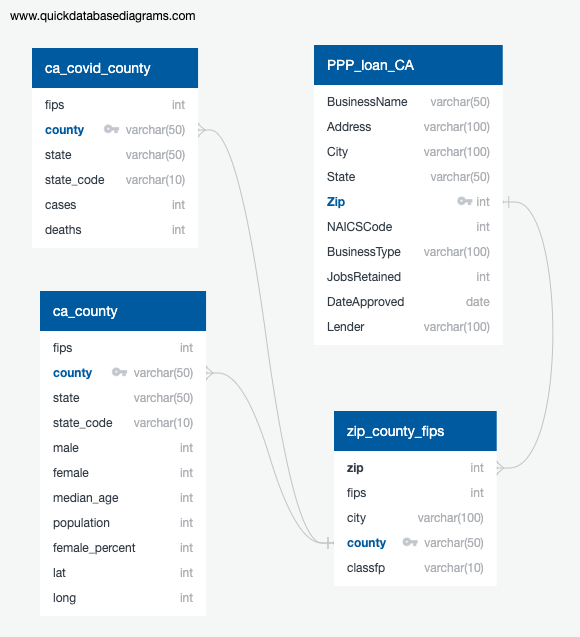 www.quickdatabasediagrams.com
ca_covid_county
fips int
county varchar(50)
state varchar(50)
state_code varchar(10)
cases int
deaths int
PPP_loan_CA
BusinessName varchar(50)
Address varchar(100)
City varchar(100)
State varchar(50)
Zip int
NAICSCode int
BusinessType varchar(100)
JobsRetained int
DateApproved date
Lender varchar(100)
ca_county
fips int
county varchar(50)
state varchar(50)
state_code varchar(10)
male int
female int
median_age int
population int
female_percent int
lat int
long int
zip_county_fips
zip int
fips int
city varchar(100)
county varchar(50)
classfp varchar(10)